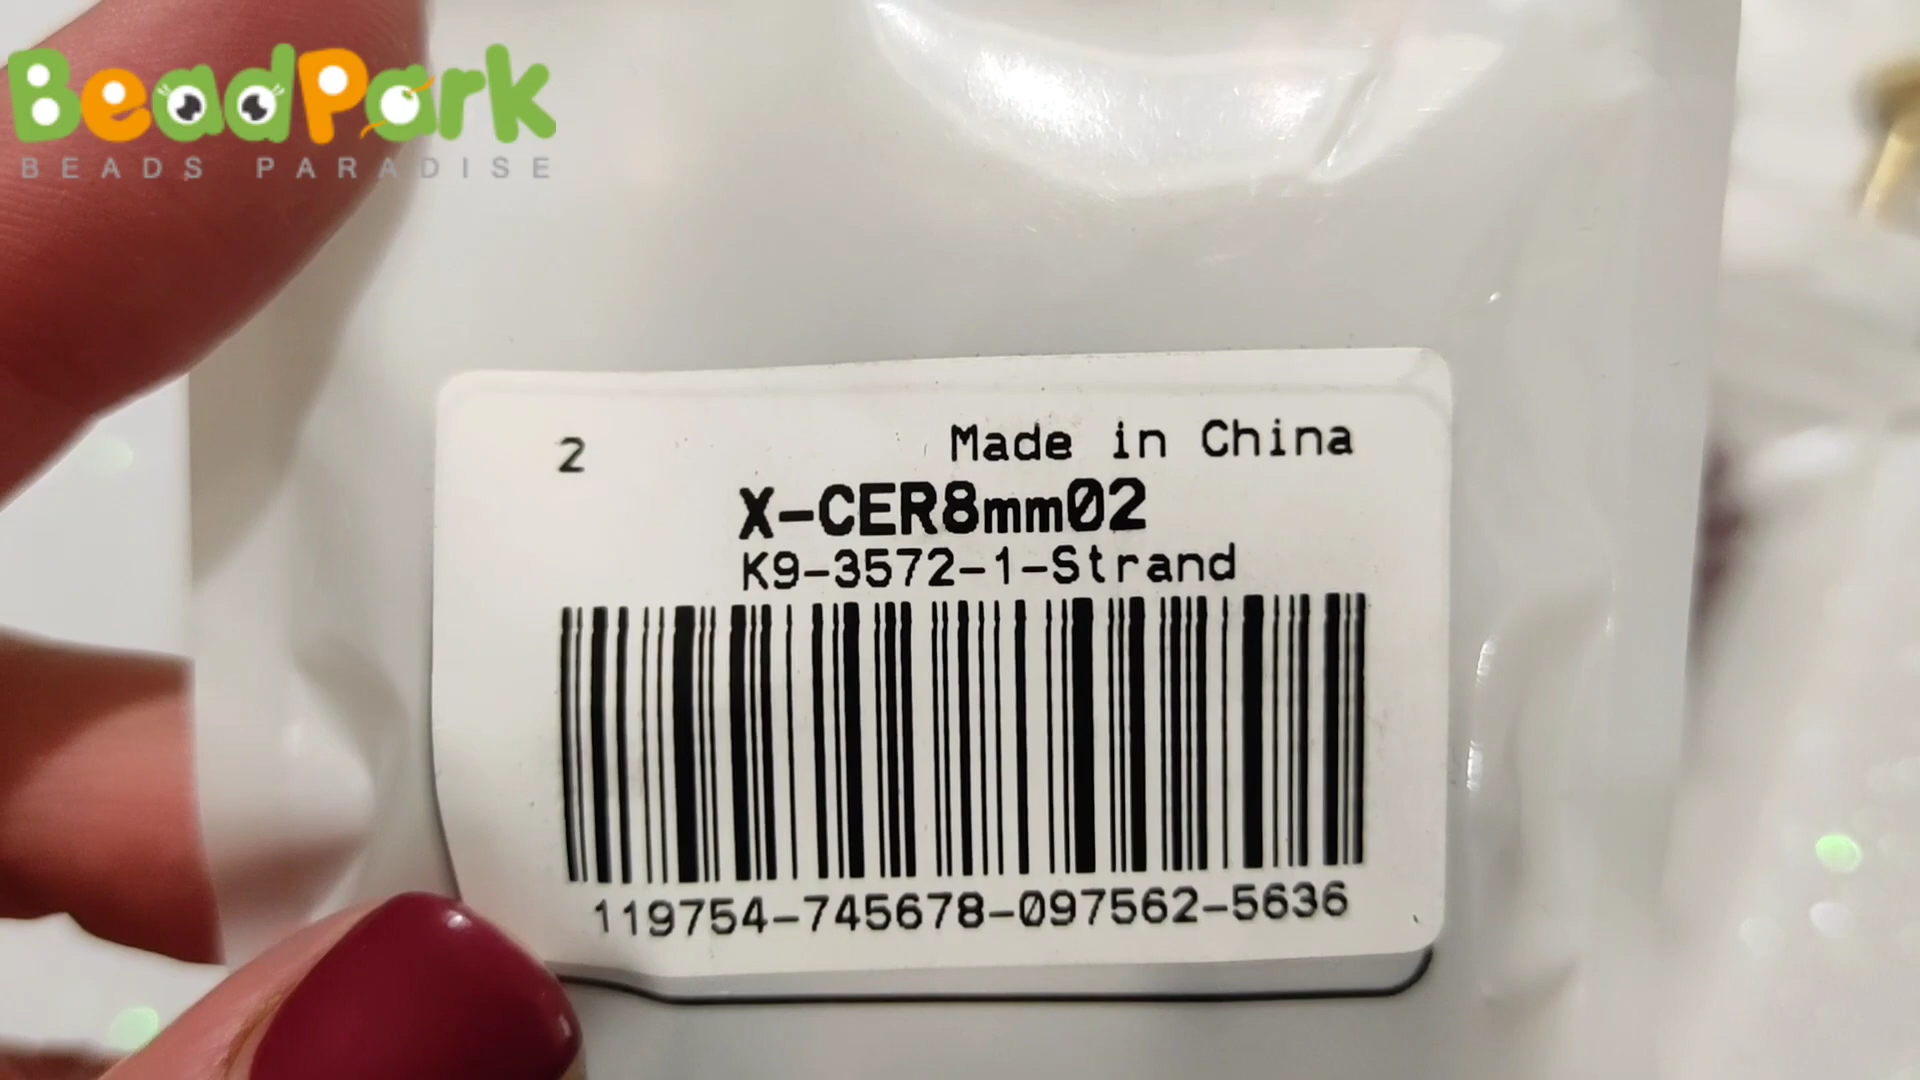 BeadPark
BEADS PARADISE
2
Made in China
X-CER8mm02
K9-3572-1-Strand
119754-745678-097562-5636